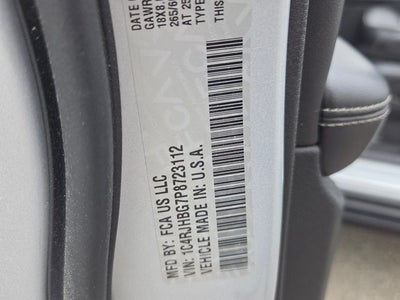 DATE
GAWR
18X8.
265/6
AT 25
TYPE
THIS
MFD BY: FCA US LLC
VIN: 1C4RJHBG7P8723112
VEHICLE MADE IN: U.S.A.